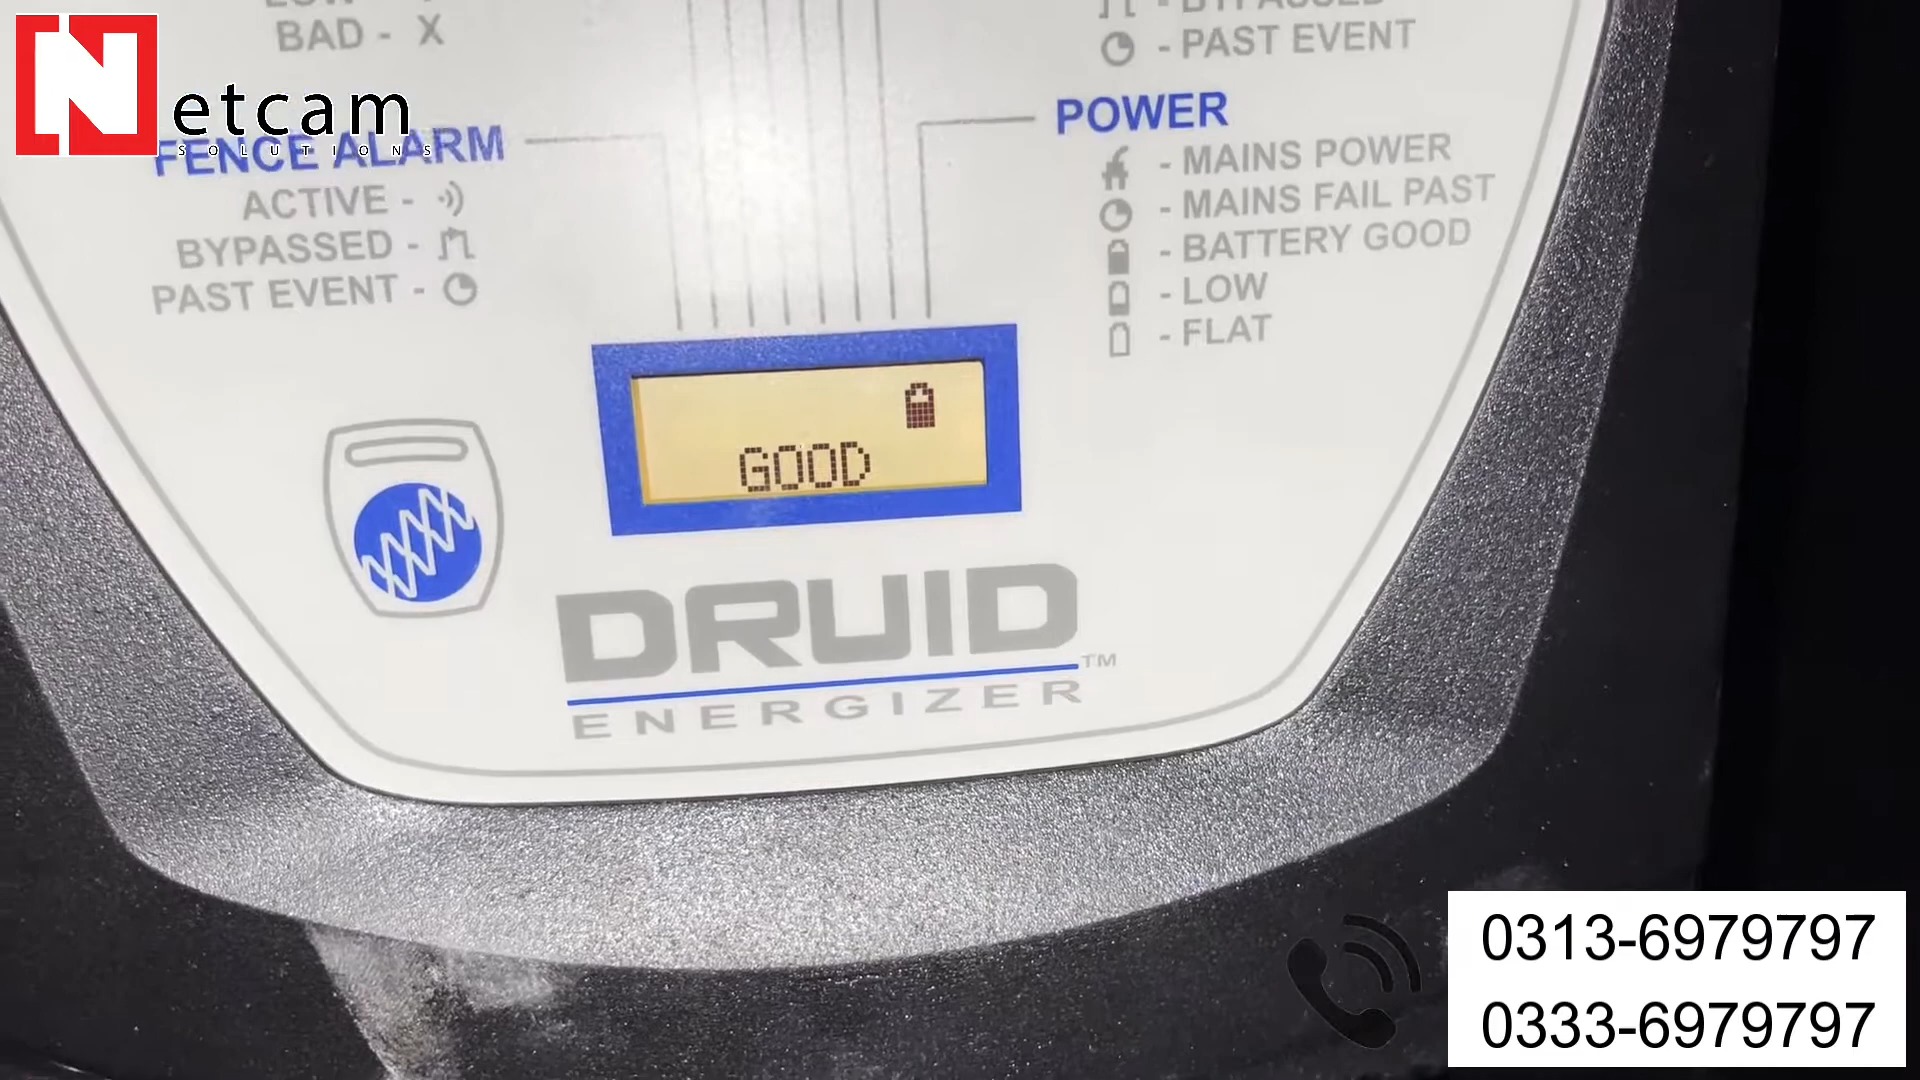 BAD - X
BYPASSED
- PAST EVENT
Netcam
SOLUTIONS
FENCE ALARM
ACTIVE -
BYPASSED -
PAST EVENT -
POWER
- MAINS POWER
- MAINS FAIL PAST
- BATTERY GOOD
- LOW
- FLAT
GOOD
DRUID
TM
ENERGIZER
0313-6979797
0333-6979797